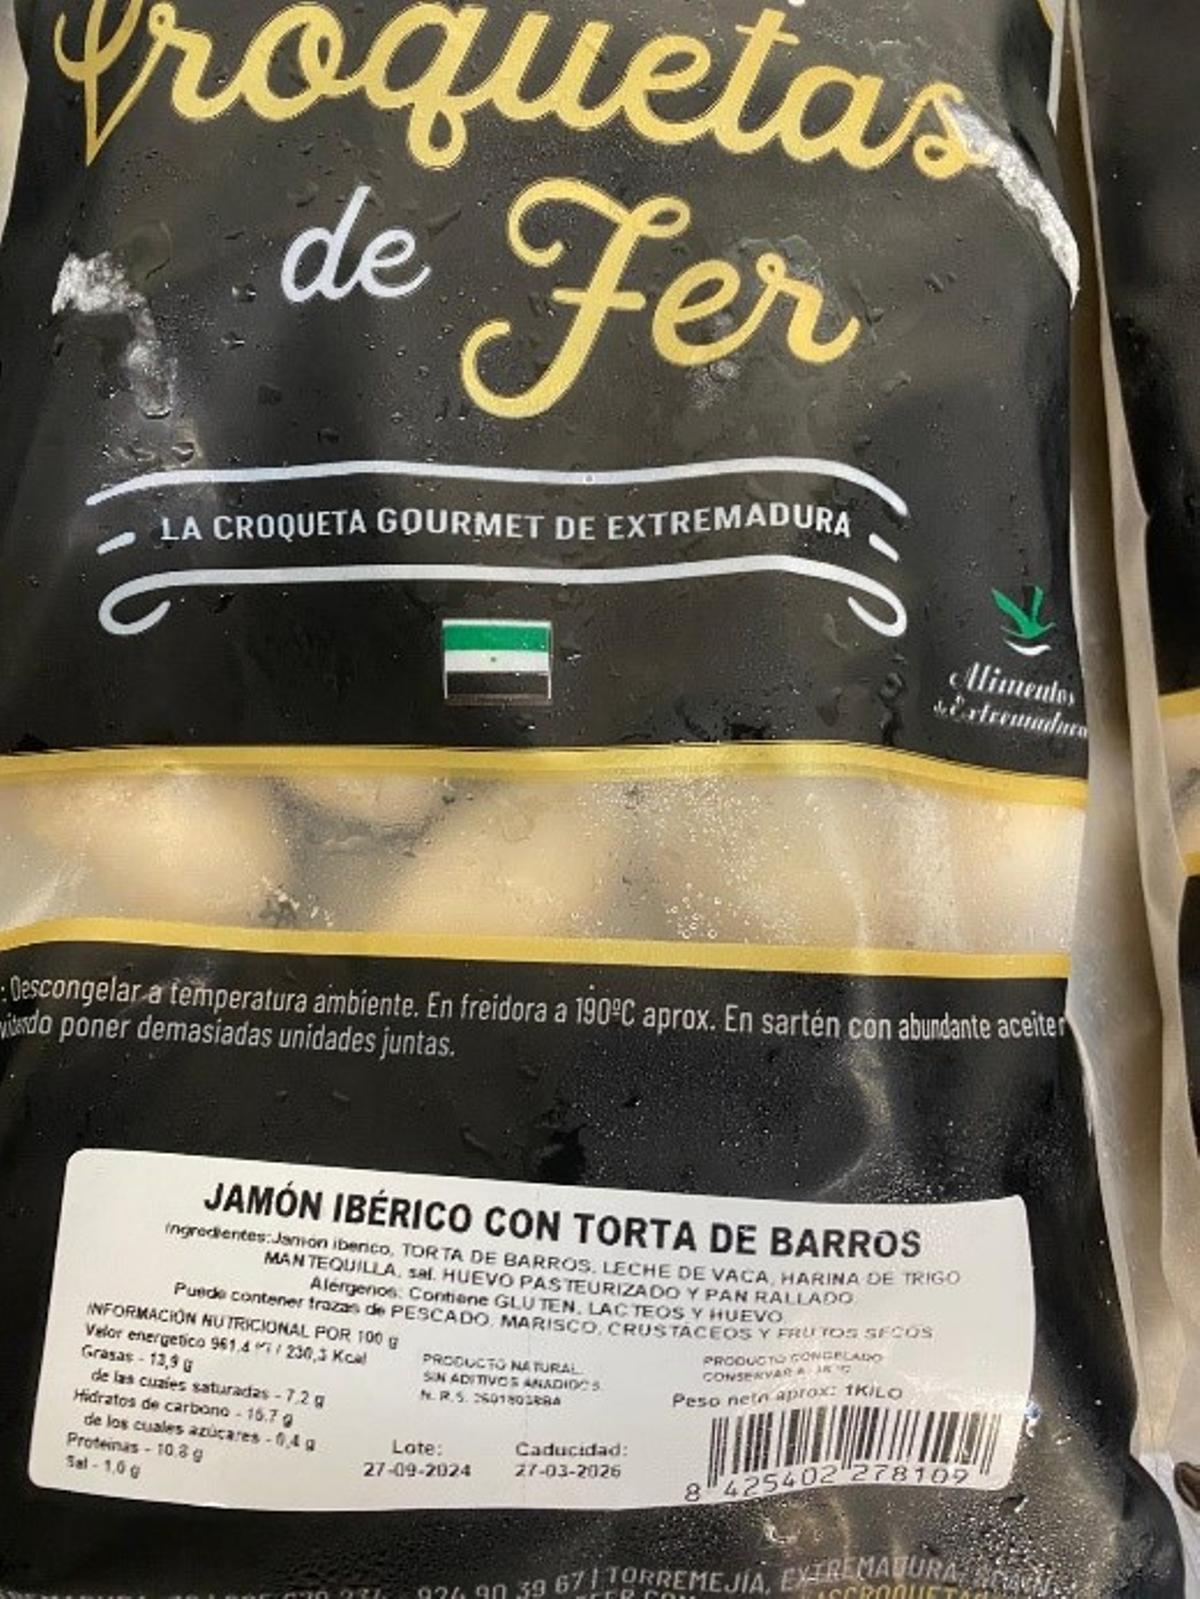 Croquetas
de Fer
LA CROQUETA GOURMET DE EXTREMADURA
Alimentos
de Extremadura
: Descongelar a temperatura ambiente. En freidora a 190ºC aprox. En sartén con abundante aceite
poner demasiadas unidades juntas.
JAMÓN IBÉRICO CON TORTA DE BARROS
Ingredientes:Jamón ibérico, TORTA DE BARROS, LECHE DE VACA, HARINA DE TRIGO
MANTEQUILLA, sal, HUEVO PASTEURIZADO Y PAN RALLADO.
Alérgenos: Contiene GLUTEN, LACTEOS Y HUEVO.
Puede contener trazas de PESCADO, MARISCO, CRUSTACEOS Y FRUTOS SECOS
INFORMACIÓN NUTRICIONAL POR 100 g
Valor energetico 961,4 KJ / 230,3 Kcal
Grasas - 13,9 g
de las cuales saturadas - 7,2 g
Hidratos de carbono - 15.7 g
de los cuales azúcares - 0,4 g
Proteinas - 10.8 g
Sal - 1.0 g
PRODUCTO NATURAL.
SIN ADITIVOS AÑADIDOS
N. R. S.
Lote:
27-09-2024
Caducidad:
27-03-2026
PRODUCTO CONGELADO
CONSERVAR A
Peso neto aprox: 1KILO
8 425402 278109
924 90 39 67 | TORREMEJÍA, EXTREMADURA,